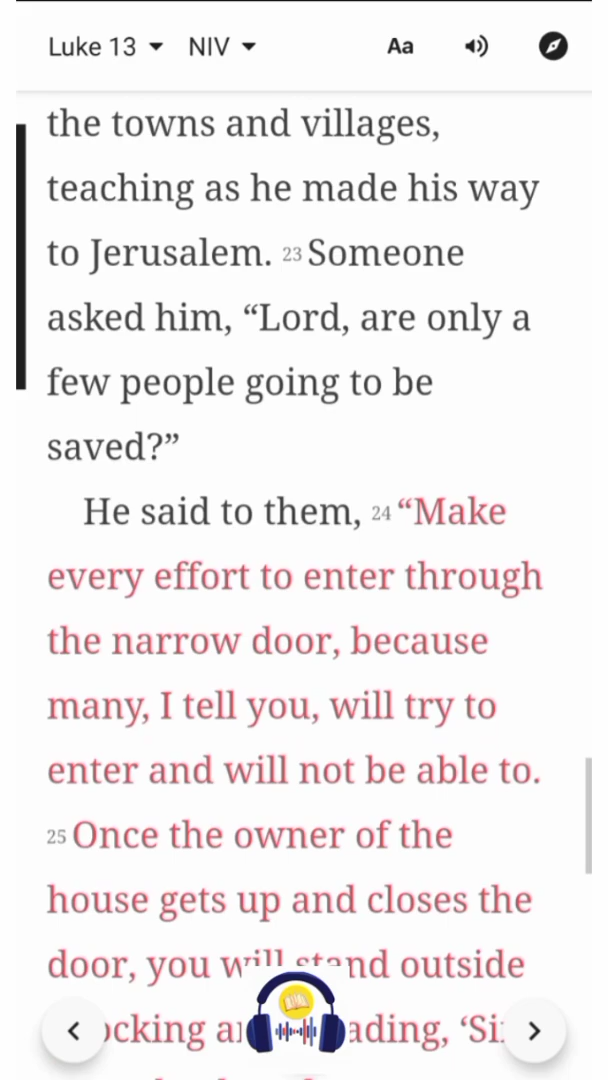 Luke 13 NIV Aa
the towns and villages,
teaching as he made his way
to Jerusalem. 23 Someone
asked him, “Lord, are only a
few people going to be
saved?”
He said to them, 24 “Make
every effort to enter through
the narrow door, because
many, I tell you, will try to
enter and will not be able to.
25 Once the owner of the
house gets up and closes the
door, you will stand outside